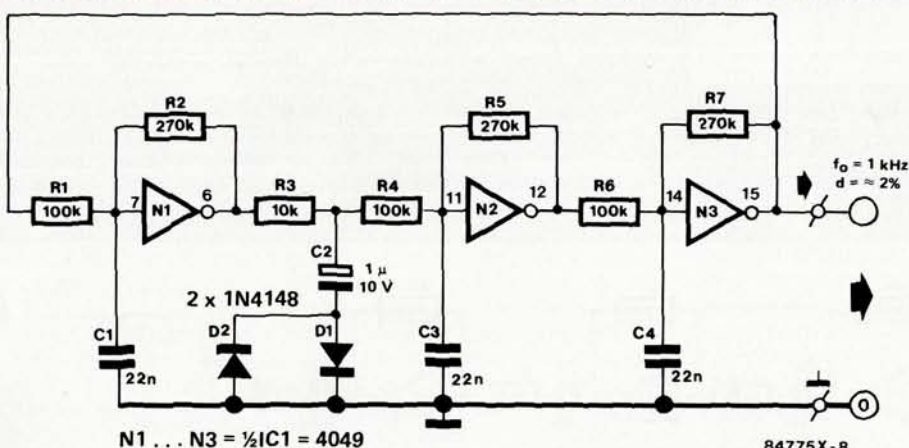 R2
270k
R5
270k
R7
270k
f₀ = 1 kHz
d = ≈ 2%
R1
100k
7
N1
6
R3
10k
R4
100k
11
N2
12
R6
100k
14
N3
15
C2
1 µ
10 V
2 x 1N4148
D2
D1
C1
22n
C3
22n
C4
22n
0
N1 . . . N3 = ½IC1 = 4049
84775X-B